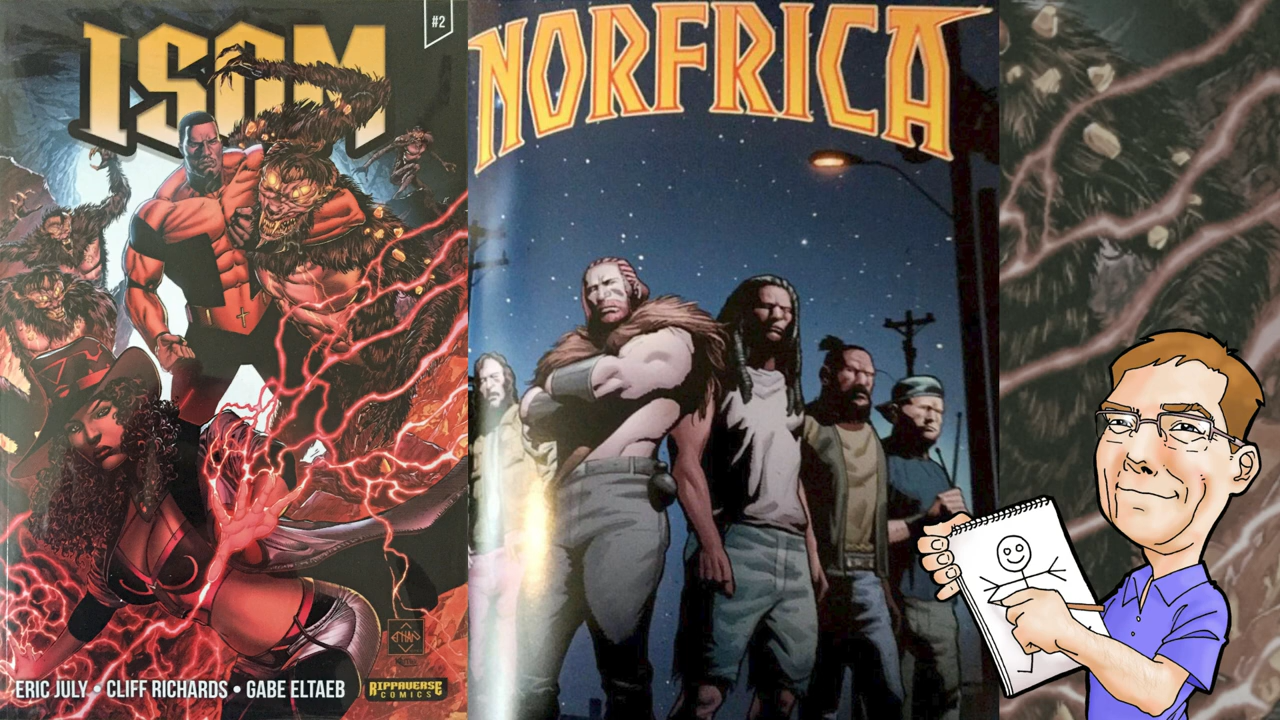 #2
ISOM
NORFRICA
ERIC JULY • CLIFF RICHARDS • GABE ELTAEB
RIPPAVERSE
COMICS